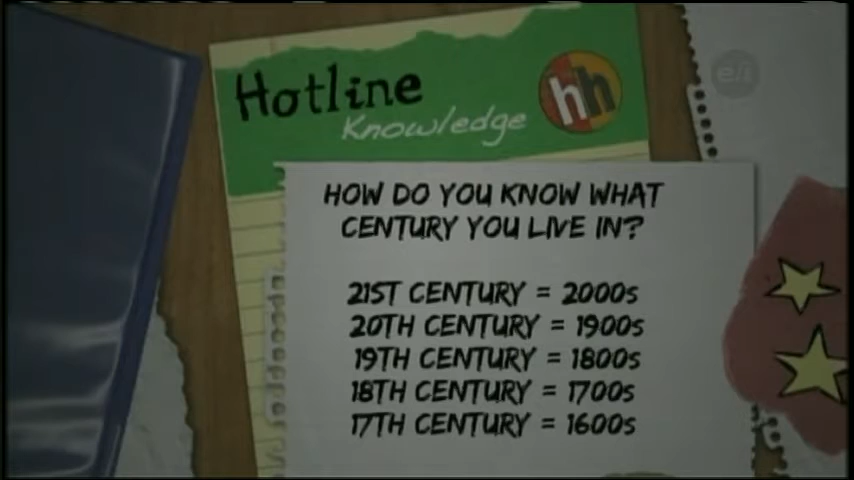 Hotline
Knowledge
hh
HOW DO YOU KNOW WHAT
CENTURY YOU LIVE IN?
21ST CENTURY = 2000s
20TH CENTURY = 1900s
19TH CENTURY = 1800s
18TH CENTURY = 1700s
17TH CENTURY = 1600s